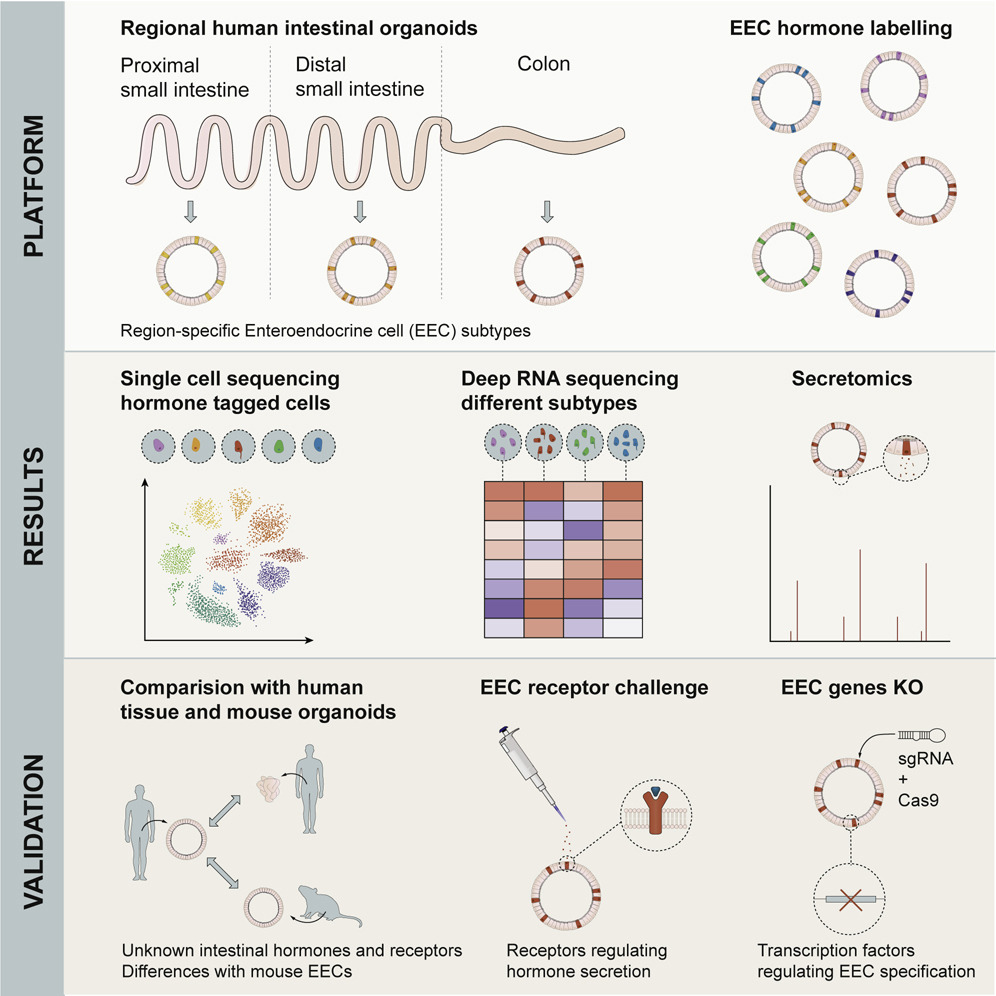 PLATFORM
Regional human intestinal organoids
Proximal
small intestine
Distal
small intestine
Colon
Region-specific Enteroendocrine cell (EEC) subtypes
EEC hormone labelling
RESULTS
Single cell sequencing
hormone tagged cells
Deep RNA sequencing
different subtypes
Secretomics
VALIDATION
Comparision with human
tissue and mouse organoids
Unknown intestinal hormones and receptors
Differences with mouse EECs
EEC receptor challenge
Receptors regulating
hormone secretion
EEC genes KO
sgRNA
+
Cas9
Transcription factors
regulating EEC specification